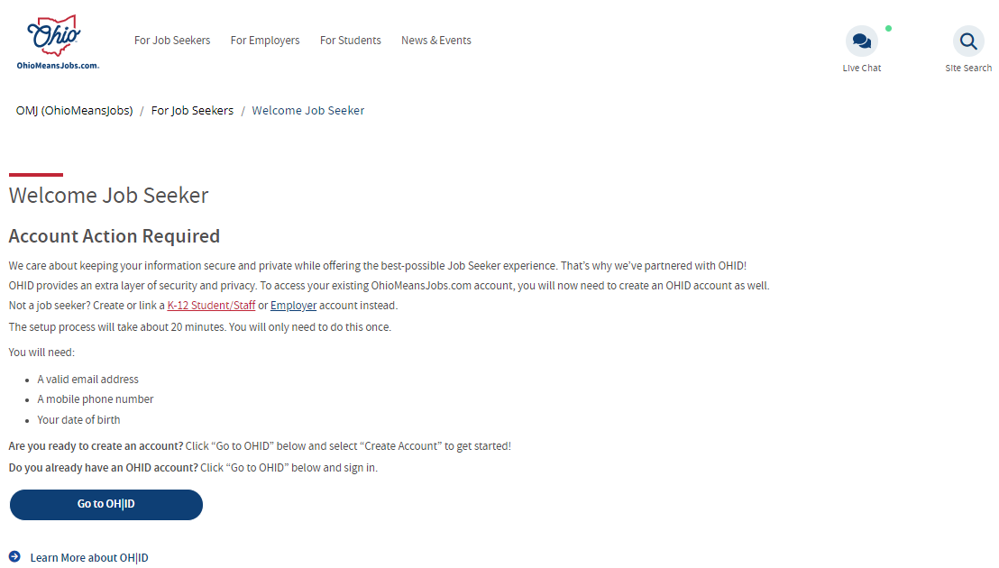 Ohio
OhioMeansJobs.com.
For Job Seekers For Employers For Students News & Events
Live Chat Site Search
OMJ (OhioMeansJobs) / For Job Seekers / Welcome Job Seeker
Welcome Job Seeker
Account Action Required
We care about keeping your information secure and private while offering the best-possible Job Seeker experience. That’s why we’ve partnered with OHID!
OHID provides an extra layer of security and privacy. To access your existing OhioMeansJobs.com account, you will now need to create an OHID account as well.
Not a job seeker? Create or link a K-12 Student/Staff or Employer account instead.
The setup process will take about 20 minutes. You will only need to do this once.
You will need:
• A valid email address
• A mobile phone number
• Your date of birth
Are you ready to create an account? Click “Go to OHID” below and select “Create Account” to get started!
Do you already have an OHID account? Click “Go to OHID” below and sign in.
Go to OH|ID
Learn More about OH|ID